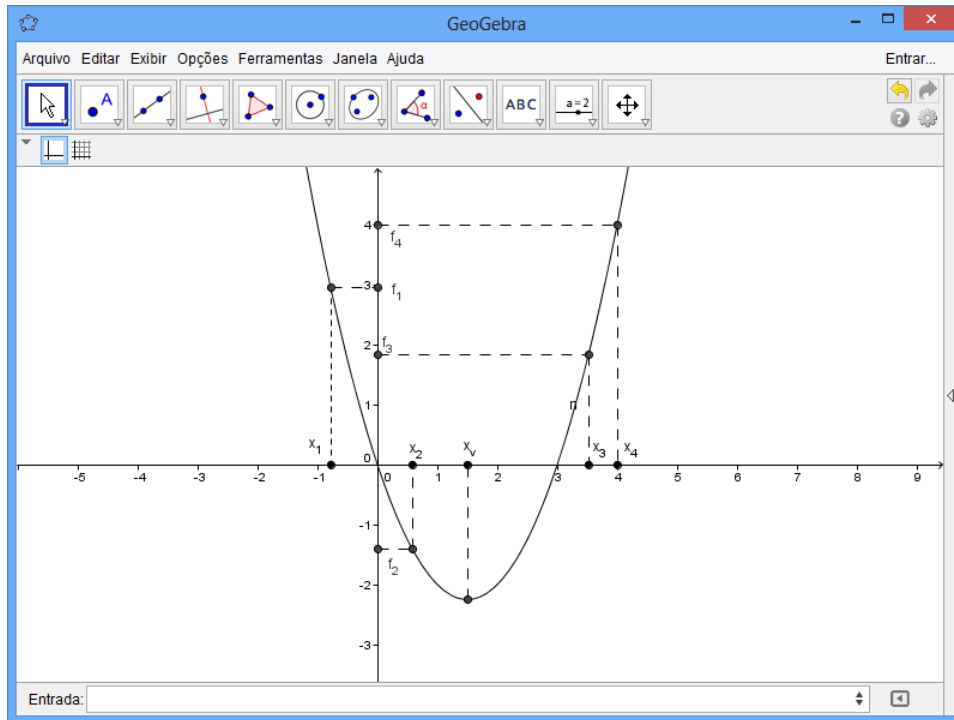 GeoGebra
Arquivo Editar Exibir Opções Ferramentas Janela Ajuda Entrar...
A α ABC a=2
?
4
f4
3 f1
2
f3
1 n
x1 x2 xv x3 x4
0
-5 -4 -3 -2 -1 0 1 2 3 4 5 6 7 8 9
-1
f2
-2
-3
Entrada: